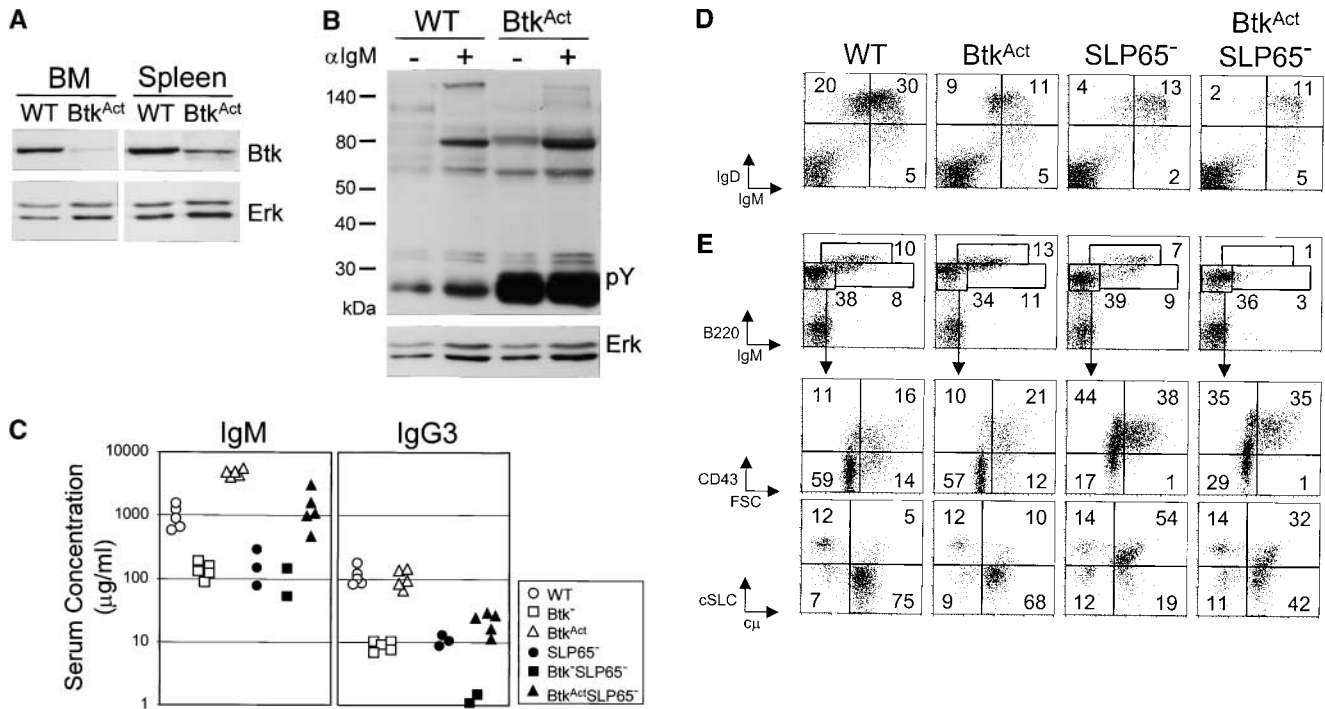 A
BM Spleen
WT Btk^Act WT Btk^Act
Btk
Erk
B
WT Btk^Act
αIgM - + - +
140
80
50
40
30
kDa
pY
Erk
C
IgM IgG3
Serum Concentration
(μg/ml)
10000
1000
100
10
1
WT
Btk^-
Btk^Act
SLP65^-
Btk^-SLP65^-
Btk^ActSLP65^-
D
WT Btk^Act SLP65^- Btk^Act SLP65^-
20 30 9 11 4 13 2 11
5 5 2 5
IgD
IgM
E
10 13 7 1
38 8 34 11 39 9 36 3
B220
IgM
11 16 10 21 44 38 35 35
59 14 57 12 17 1 29 1
CD43
FSC
12 5 12 10 14 54 14 32
7 75 9 68 12 19 11 42
cSLC
cμ